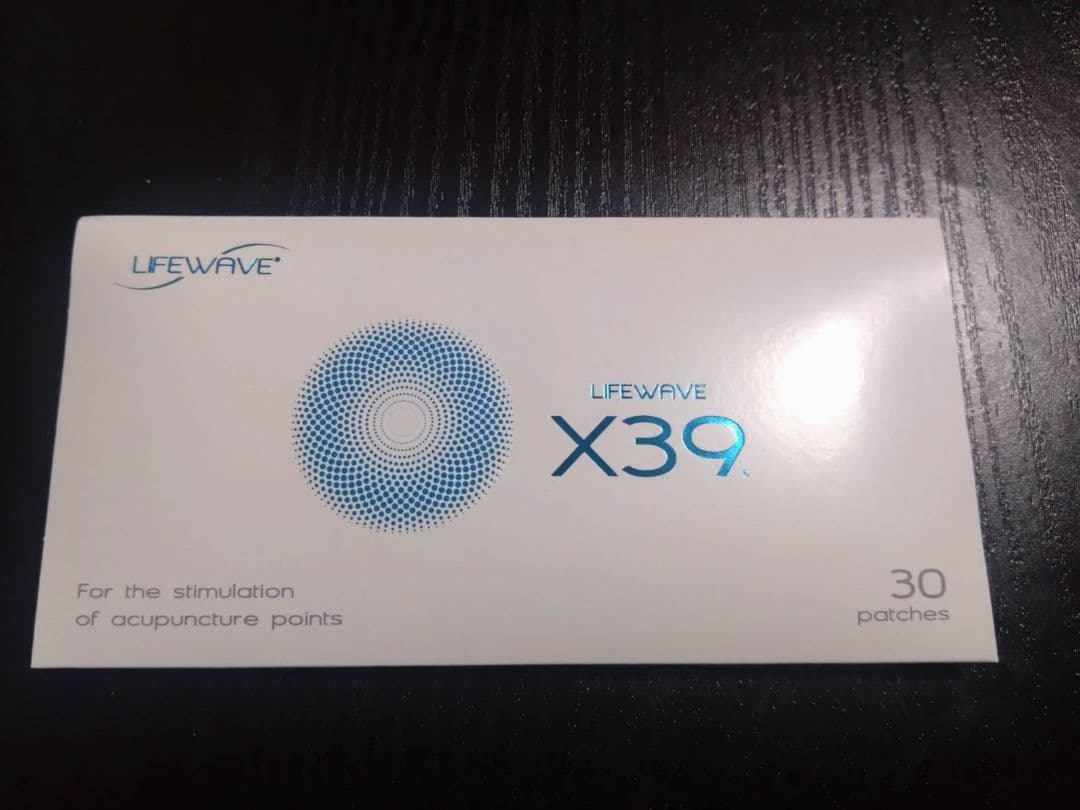 LIFEWAVE®
LIFEWAVE
X39
For the stimulation
of acupuncture points
30
patches